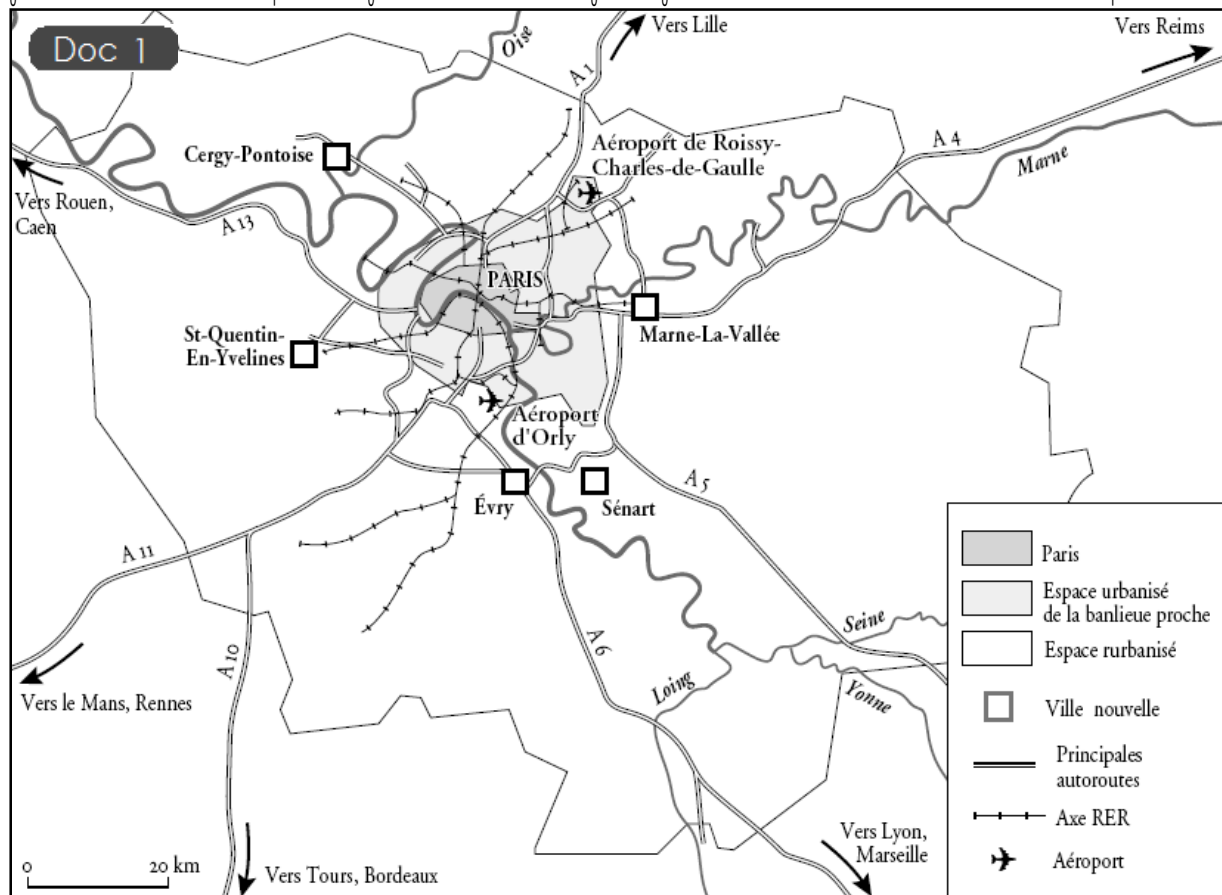 Doc 1
Oise
A 1
Vers Lille
Vers Reims
Cergy-Pontoise
Aéroport de Roissy-
Charles-de-Gaulle
A 4
Marne
Vers Rouen,
Caen
A 13
PARIS
St-Quentin-
En-Yvelines
Marne-La-Vallée
Aéroport
d'Orly
Évry
Sénart
A 5
A 11
A 10
A 6
Seine
Loing
Yonne
Vers le Mans, Rennes
Vers Tours, Bordeaux
Vers Lyon,
Marseille
0 20 km
Paris
Espace urbanisé
de la banlieue proche
Espace rurbanisé
Ville nouvelle
Principales
autoroutes
Axe RER
Aéroport